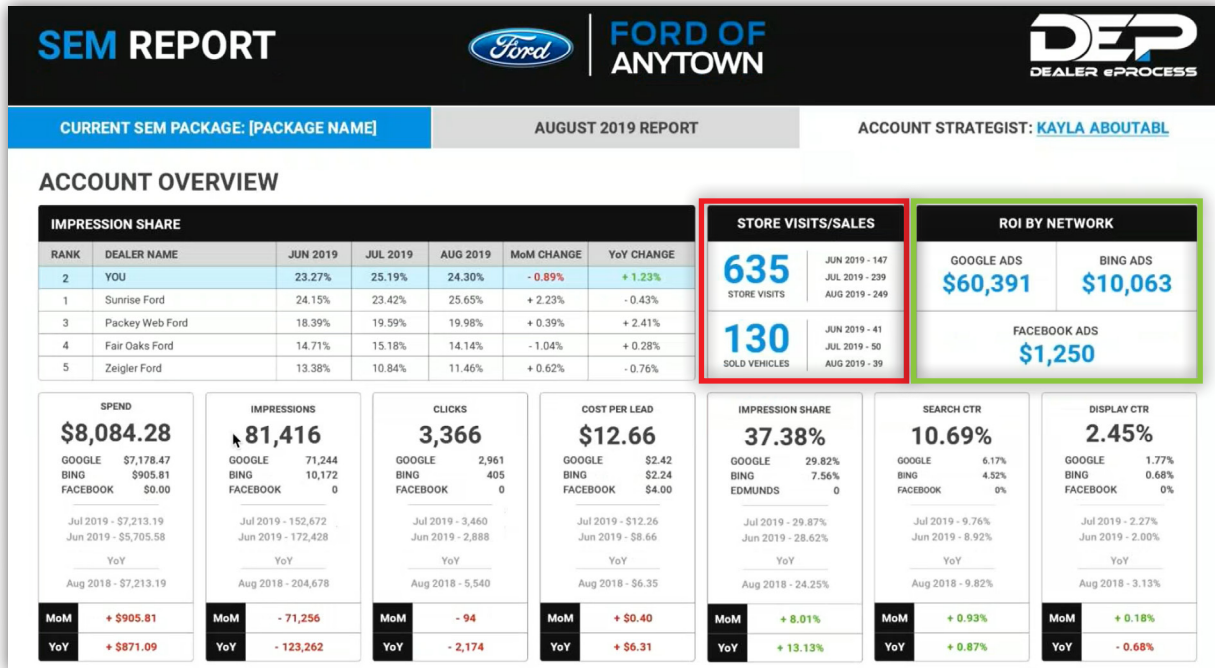 SEM REPORT
Ford
FORD OF
ANYTOWN
DEP
DEALER ePROCESS
CURRENT SEM PACKAGE: [PACKAGE NAME]
AUGUST 2019 REPORT
ACCOUNT STRATEGIST: KAYLA ABOUTABL
ACCOUNT OVERVIEW
IMPRESSION SHARE
RANK DEALER NAME JUN 2019 JUL 2019 AUG 2019 MoM CHANGE YoY CHANGE
2 YOU 23.27% 25.19% 24.30% - 0.89% + 1.23%
1 Sunrise Ford 24.15% 23.42% 25.65% + 2.23% - 0.43%
3 Packey Web Ford 18.39% 19.59% 19.98% + 0.39% + 2.41%
4 Fair Oaks Ford 14.71% 15.18% 14.14% - 1.04% + 0.28%
5 Zeigler Ford 13.38% 10.84% 11.46% + 0.62% - 0.76%
STORE VISITS/SALES
635
STORE VISITS
JUN 2019 - 147
JUL 2019 - 239
AUG 2019 - 249
130
SOLD VEHICLES
JUN 2019 - 41
JUL 2019 - 50
AUG 2019 - 39
ROI BY NETWORK
GOOGLE ADS
$60,391
BING ADS
$10,063
FACEBOOK ADS
$1,250
SPEND
$8,084.28
GOOGLE $7,178.47
BING $905.81
FACEBOOK $0.00
Jul 2019 - $7,213.19
Jun 2019 - $5,705.58
YoY
Aug 2018 - $7,213.19
MoM + $905.81
YoY + $871.09
IMPRESSIONS
81,416
GOOGLE 71,244
BING 10,172
FACEBOOK 0
Jul 2019 - 152,672
Jun 2019 - 172,428
YoY
Aug 2018 - 204,678
MoM - 71,256
YoY - 123,262
CLICKS
3,366
GOOGLE 2,961
BING 405
FACEBOOK 0
Jul 2019 - 3,460
Jun 2019 - 2,888
YoY
Aug 2018 - 5,540
MoM - 94
YoY - 2,174
COST PER LEAD
$12.66
GOOGLE $2.42
BING $2.24
FACEBOOK $4.00
Jul 2019 - $12.26
Jun 2019 - $8.66
YoY
Aug 2018 - $6.35
MoM + $0.40
YoY + $6.31
IMPRESSION SHARE
37.38%
GOOGLE 29.82%
BING 7.56%
EDMUNDS 0
Jul 2019 - 29.87%
Jun 2019 - 28.62%
YoY
Aug 2018 - 24.25%
MoM + 8.01%
YoY + 13.13%
SEARCH CTR
10.69%
GOOGLE 6.17%
BING 4.52%
FACEBOOK 0%
Jul 2019 - 9.76%
Jun 2019 - 8.92%
YoY
Aug 2018 - 9.82%
MoM + 0.93%
YoY + 0.87%
DISPLAY CTR
2.45%
GOOGLE 1.77%
BING 0.68%
FACEBOOK 0%
Jul 2019 - 2.27%
Jun 2019 - 2.00%
YoY
Aug 2018 - 3.13%
MoM + 0.18%
YoY - 0.68%